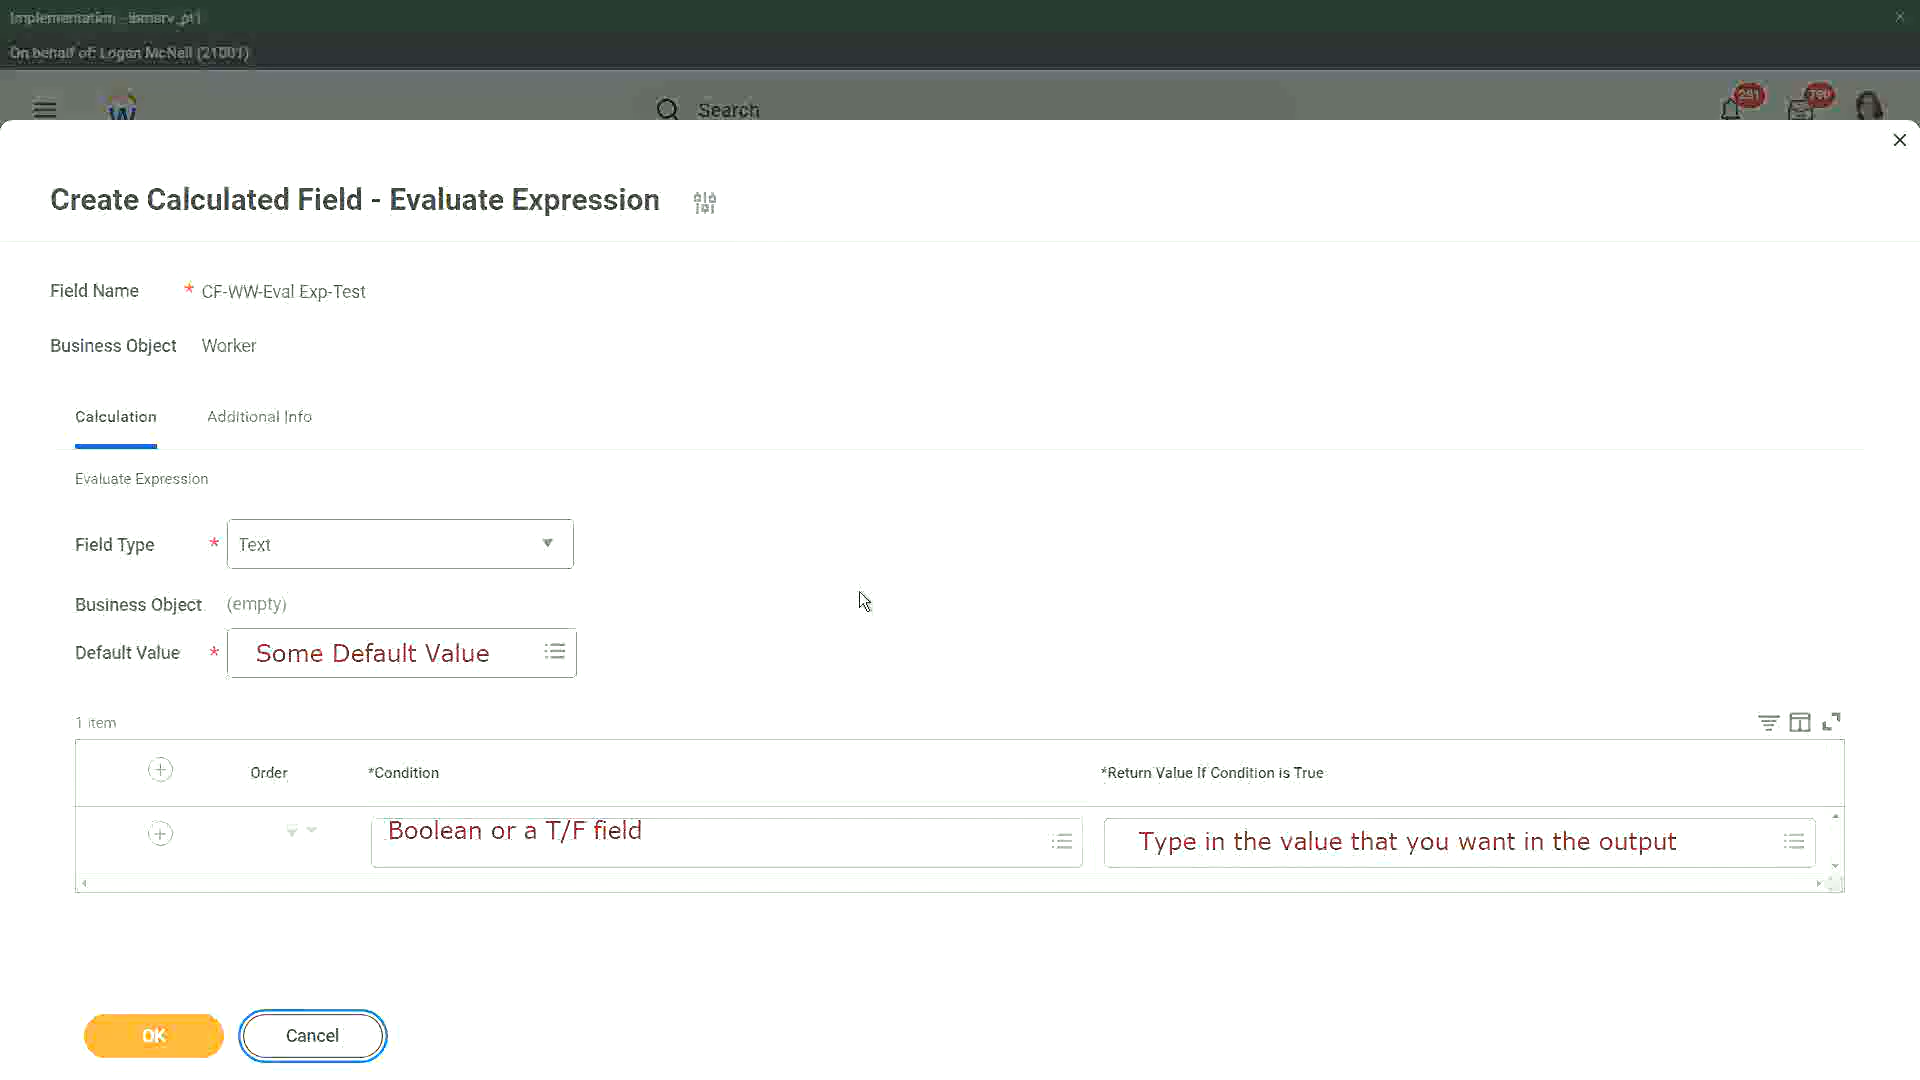 On behalf of: Logan McNeil (21001)
Search
291
Create Calculated Field - Evaluate Expression
Field Name * CF-WW-Eval Exp-Test
Business Object Worker
Calculation Additional Info
Evaluate Expression
Field Type * Text
Business Object (empty)
Default Value * Some Default Value
1 item
Order *Condition *Return Value If Condition is True
Boolean or a T/F field Type in the value that you want in the output
OK Cancel